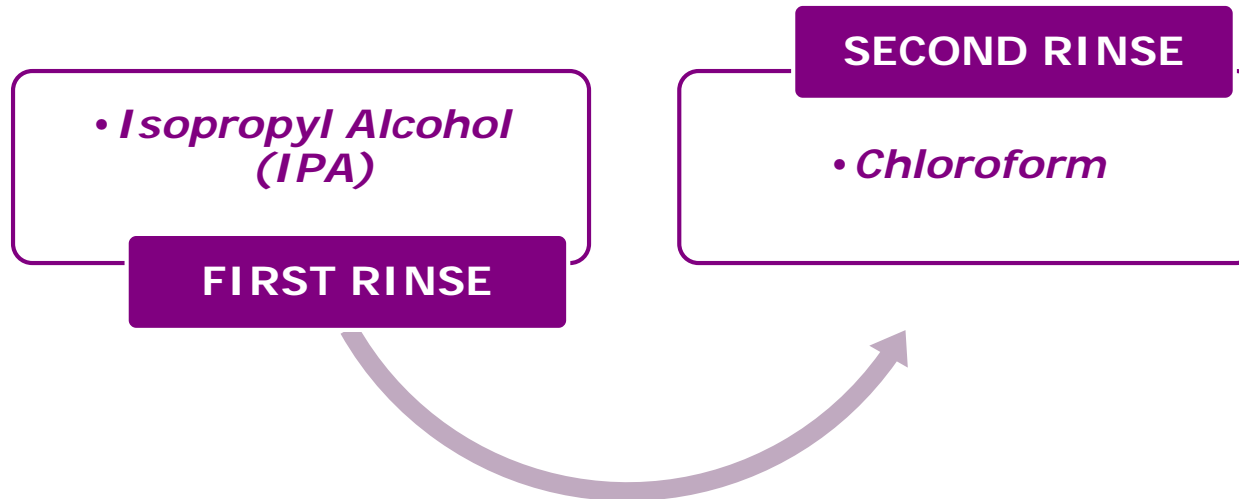 • Isopropyl Alcohol
(IPA)
FIRST RINSE
SECOND RINSE
• Chloroform